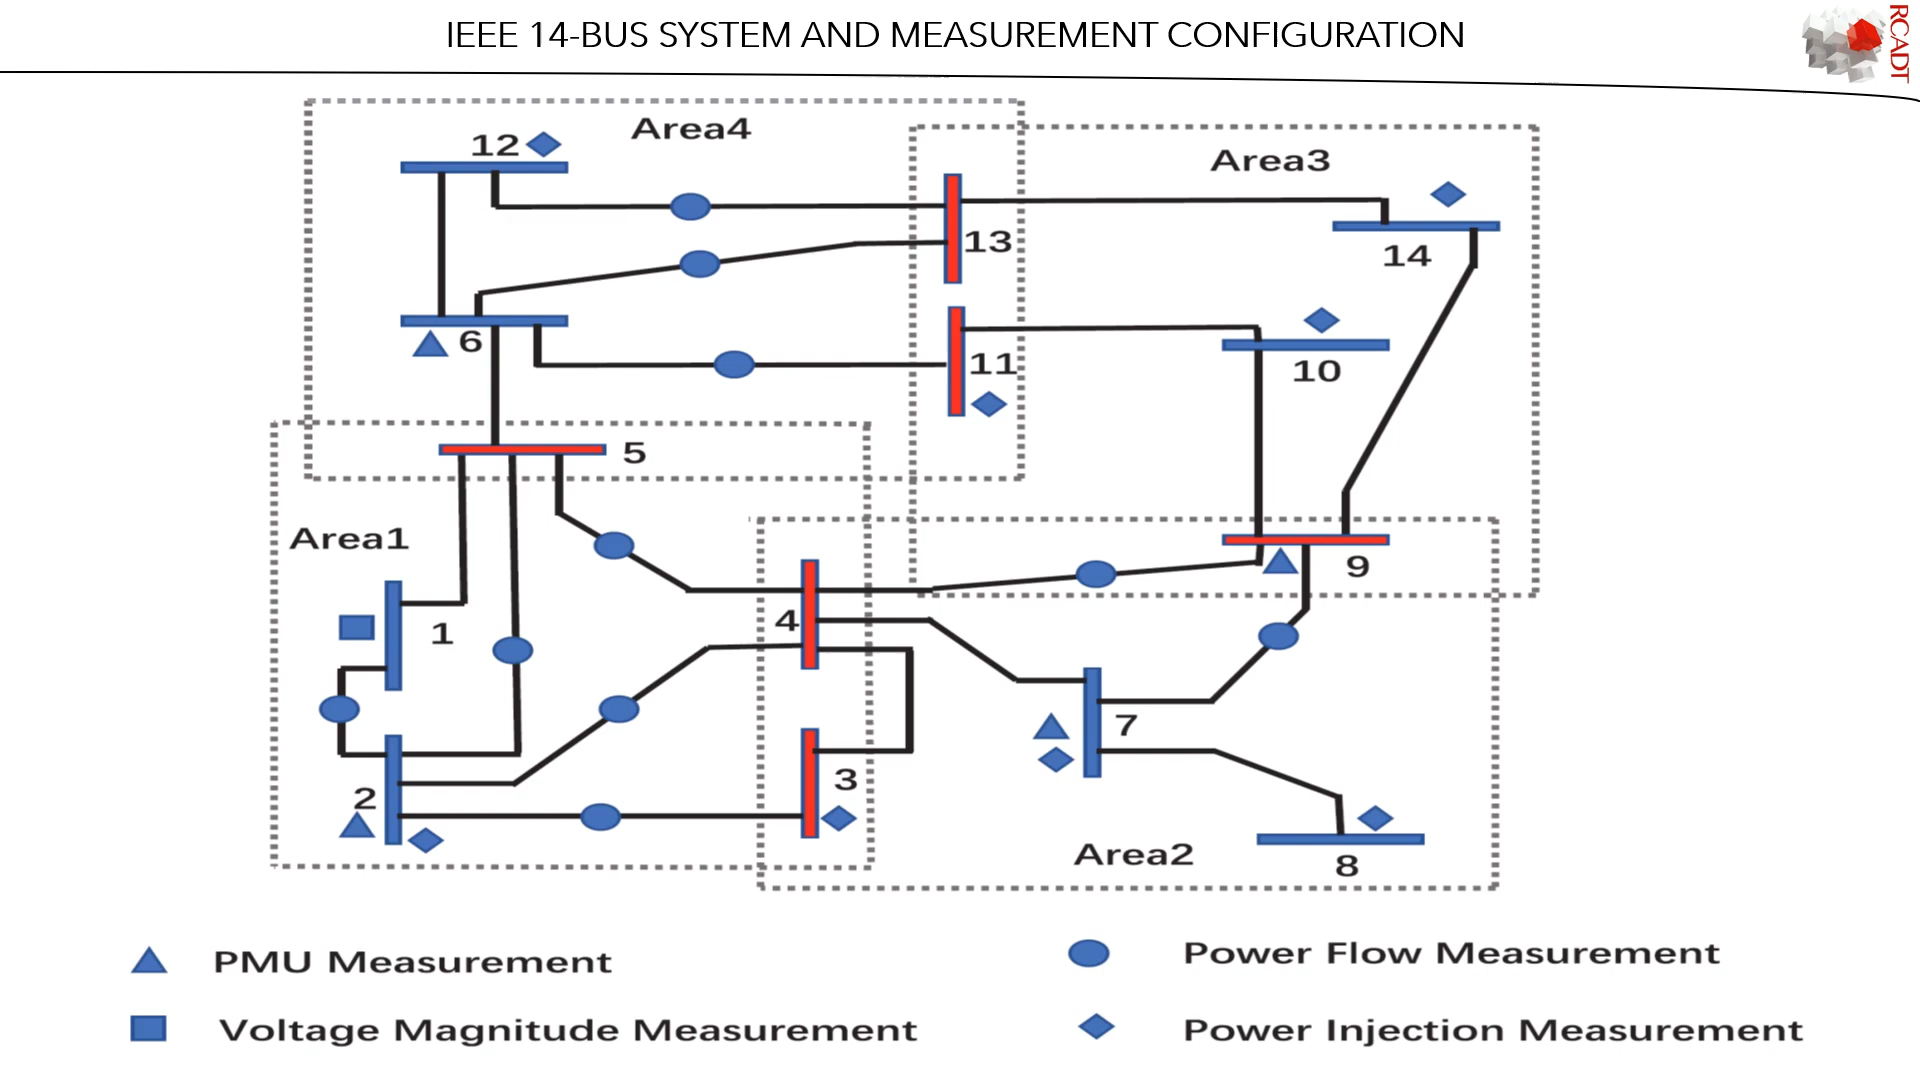 IEEE 14-BUS SYSTEM AND MEASUREMENT CONFIGURATION
RCADT
Area4
12
Area3
13
14
6
11
10
5
Area1
9
4
1
7
3
2
Area2
8
PMU Measurement
Power Flow Measurement
Voltage Magnitude Measurement
Power Injection Measurement